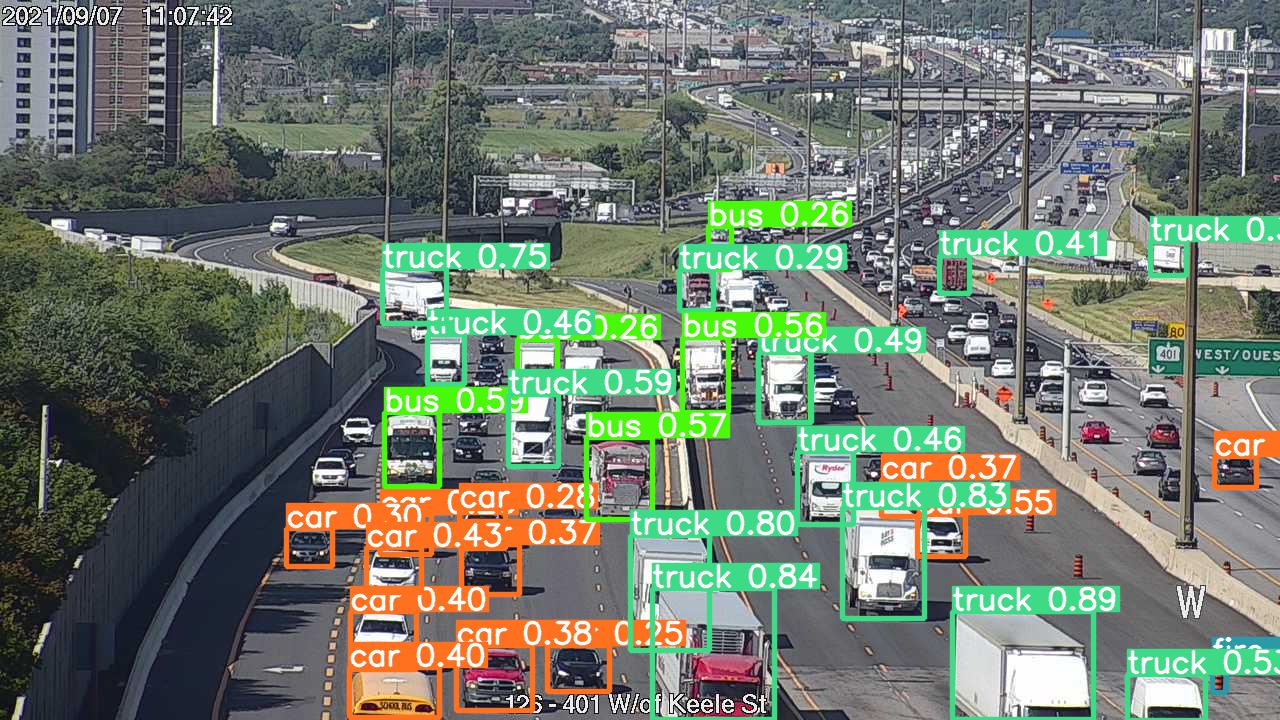 2021/09/07 11:07:42
bus 0.26
truck 0.41
truck 0.75
truck 0.29
truck 0.46
0.26
bus 0.56
truck 0.49
401
WEST/OUES
80
truck 0.59
bus 0.59
bus 0.57
truck 0.46
car
Ryder
car 0.37
car 0.28
truck 0.83
0.55
car 0.30
car 0.43
0.37
truck 0.80
truck 0.84
car 0.40
truck 0.89
W
car 0.38
0.25
car 0.40
SCHOOL BUS
126 - 401 W/of Keele St